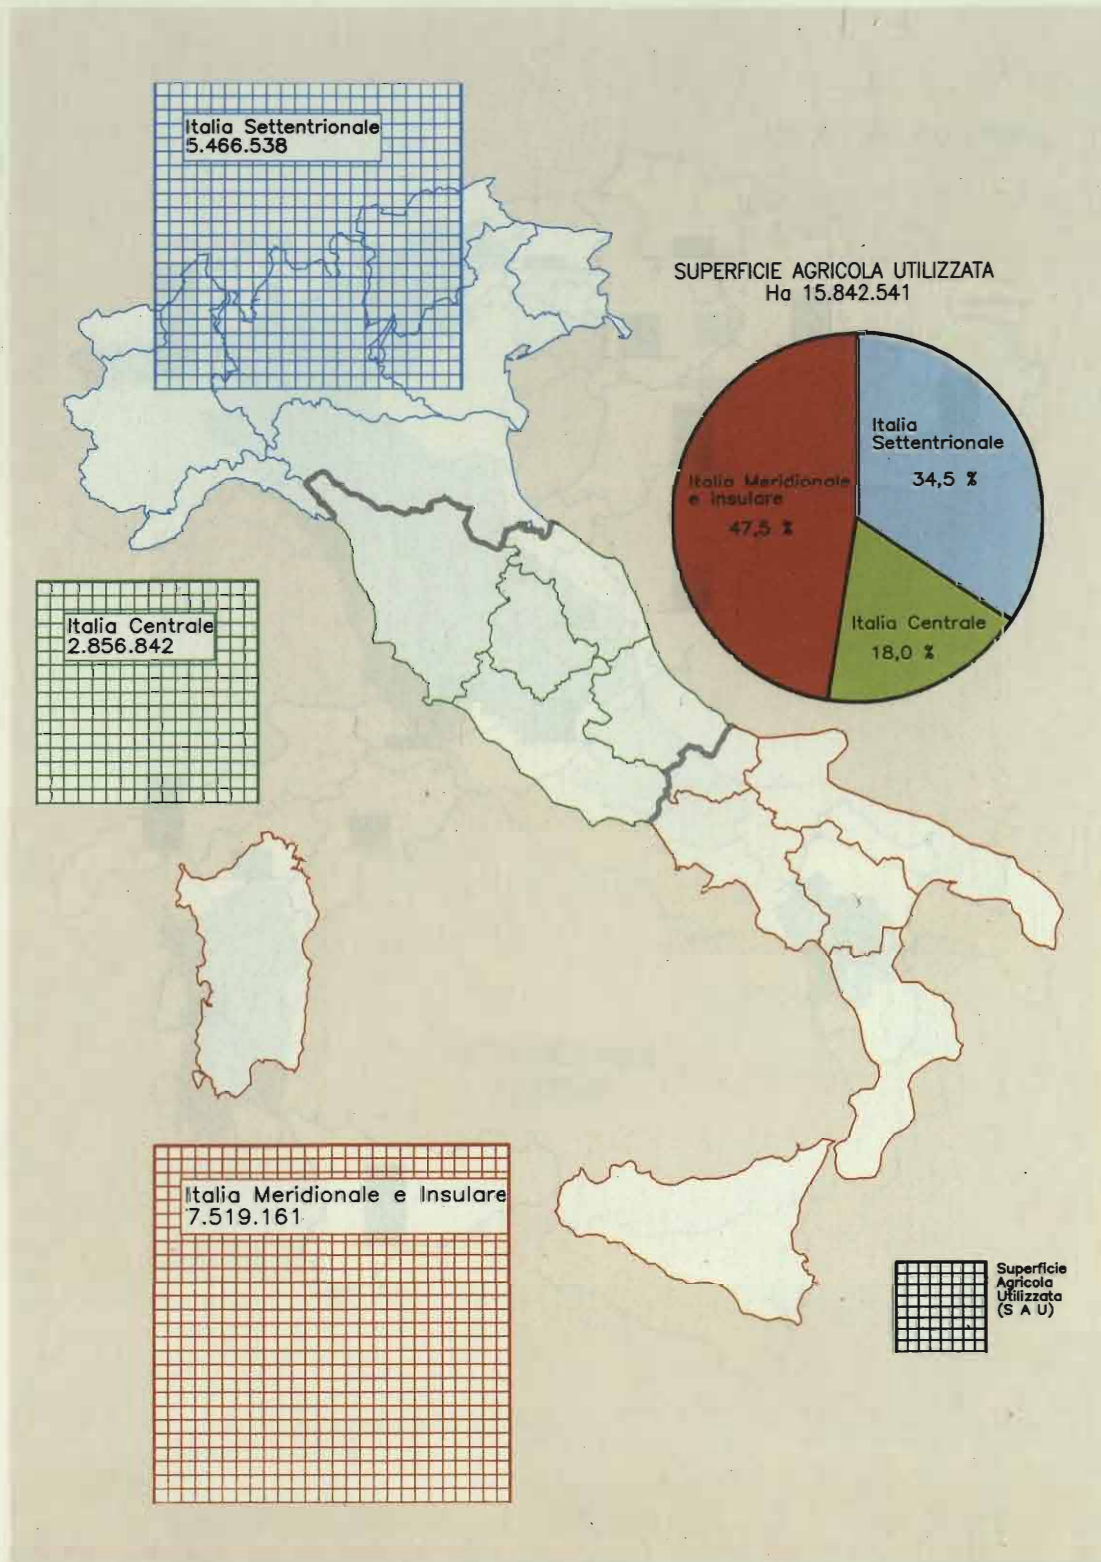 Italia Settentrionale
5.466.538
SUPERFICIE AGRICOLA UTILIZZATA
Ha 15.842.541
Italia
Settentrionale
34,5 %
Italia Meridionale
e Insulare
47,5 %
Italia Centrale
18,0 %
Italia Centrale
2.856.842
Italia Meridionale e Insulare
7.519.161
Superficie
Agricola
Utilizzata
(S A U)